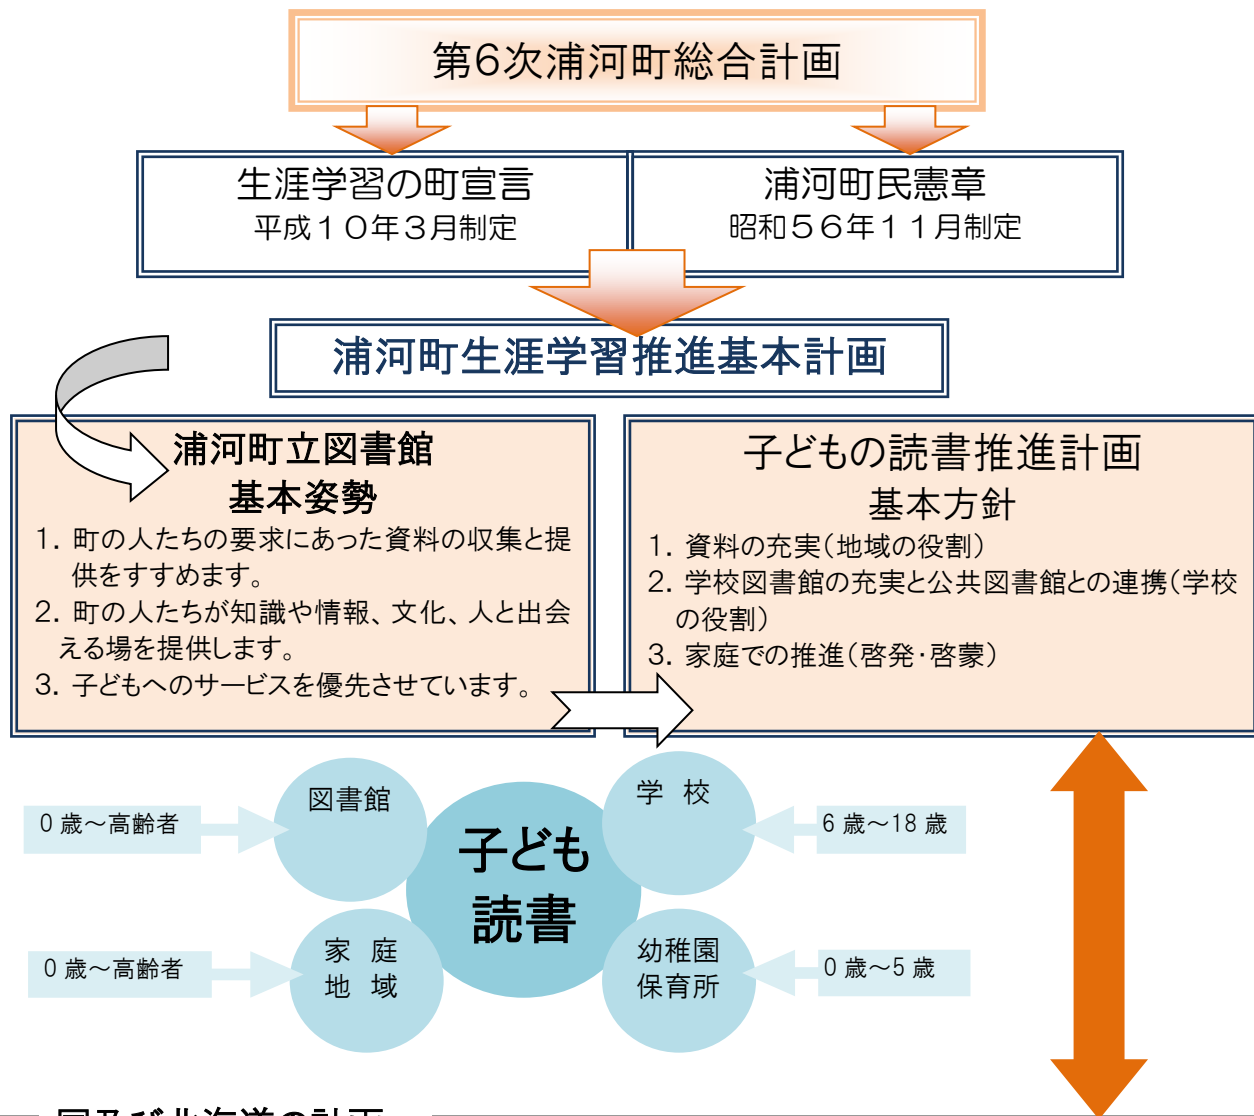 第6次浦河町総合計画
生涯学習の町宣言
平成１０年３月制定
浦河町民憲章
昭和５６年１１月制定
浦河町生涯学習推進基本計画
浦河町立図書館
基本姿勢
1. 町の人たちの要求にあった資料の収集と提
供をすすめます。
2. 町の人たちが知識や情報、文化、人と出会
える場を提供します。
3. 子どもへのサービスを優先させています。
子どもの読書推進計画
基本方針
1. 資料の充実（地域の役割）
2. 学校図書館の充実と公共図書館との連携（学校
の役割）
3. 家庭での推進（啓発・啓蒙）
図書館
学 校
0 歳～高齢者
6 歳～18 歳
子ども
読書
家 庭
地 域
幼稚園
保育所
0 歳～高齢者
0 歳～5 歳
国及び北海道の計画